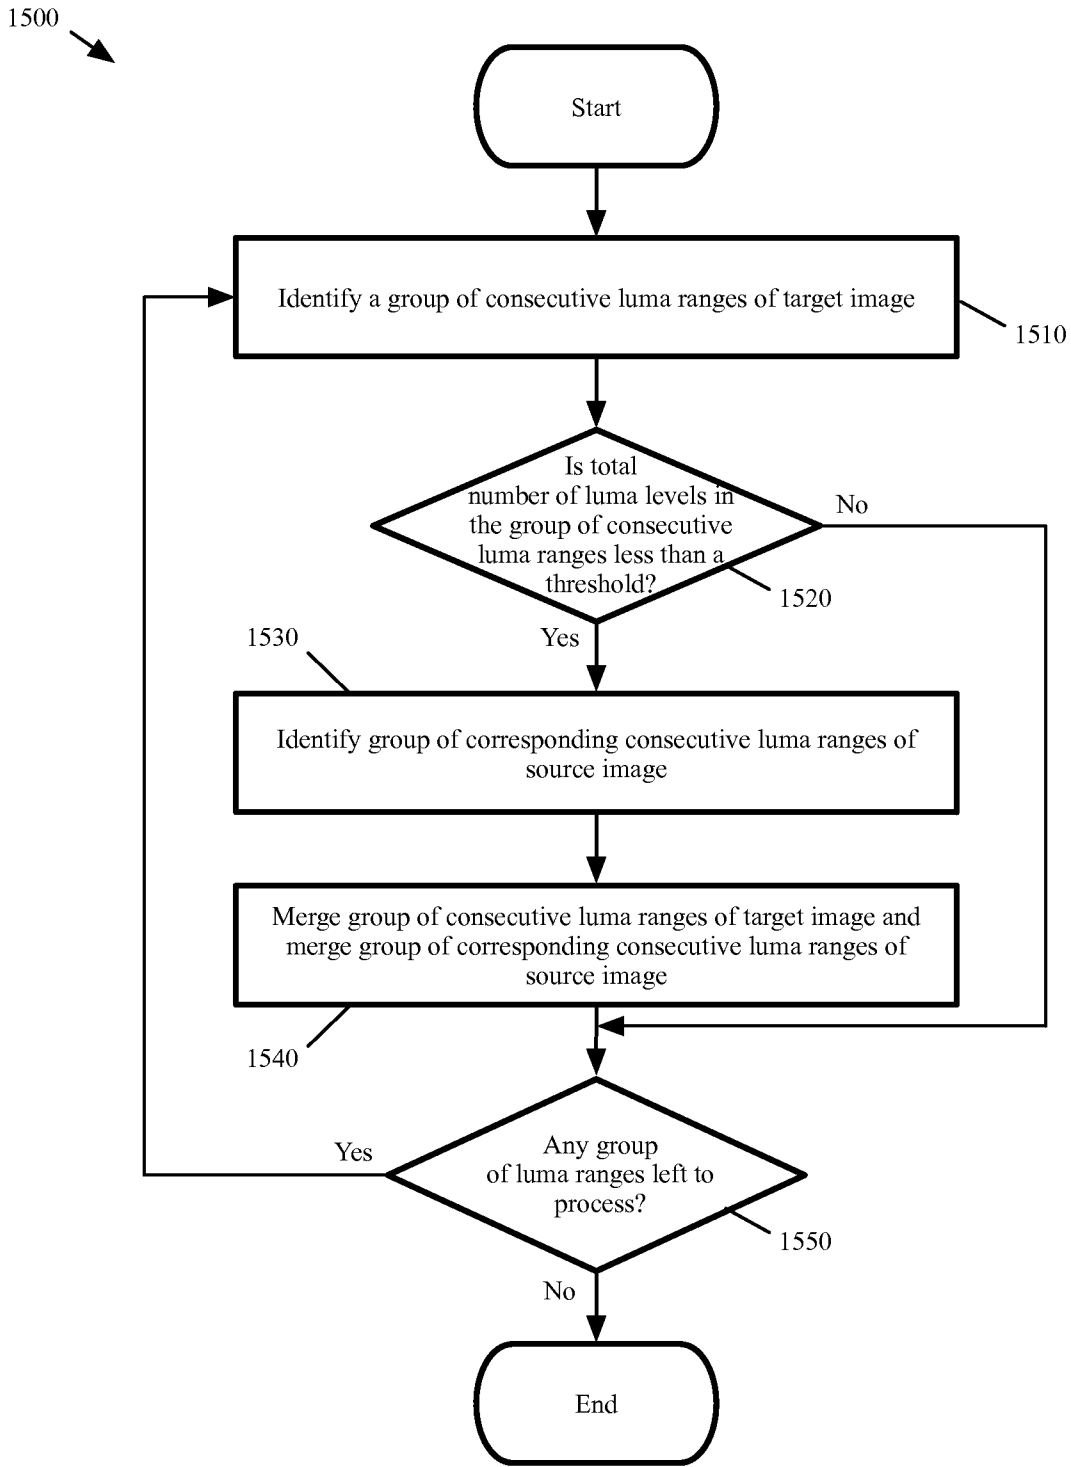 1500
Start
Identify a group of consecutive luma ranges of target image
1510
Is total
number of luma levels in
the group of consecutive
luma ranges less than a
threshold?
No
1520
Yes
1530
Identify group of corresponding consecutive luma ranges of
source image
Merge group of consecutive luma ranges of target image and
merge group of corresponding consecutive luma ranges of
source image
1540
Any group
of luma ranges left to
process?
Yes
1550
No
End